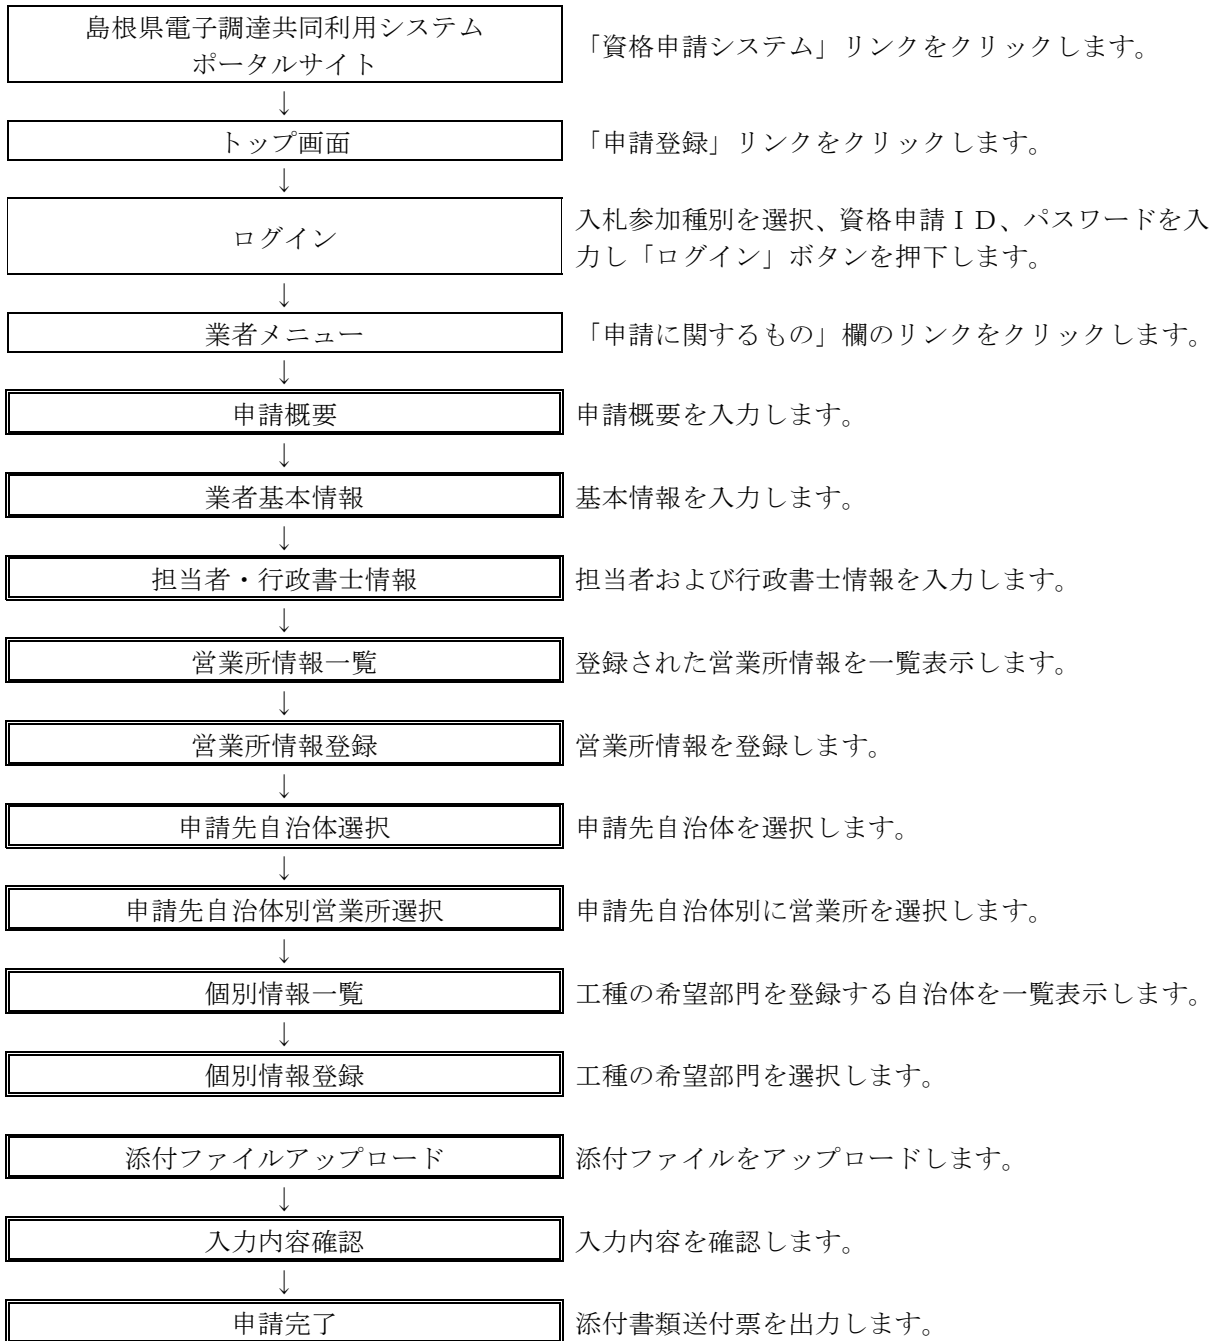 島根県電子調達共同利用システム
ポータルサイト
「資格申請システム」リンクをクリックします。
↓
トップ画面
「申請登録」リンクをクリックします。
↓
ログイン
入札参加種別を選択、資格申請ＩＤ、パスワードを入
力し「ログイン」ボタンを押下します。
↓
業者メニュー
「申請に関するもの」欄のリンクをクリックします。
↓
申請概要
申請概要を入力します。
↓
業者基本情報
基本情報を入力します。
↓
担当者・行政書士情報
担当者および行政書士情報を入力します。
↓
営業所情報一覧
登録された営業所情報を一覧表示します。
↓
営業所情報登録
営業所情報を登録します。
↓
申請先自治体選択
申請先自治体を選択します。
↓
申請先自治体別営業所選択
申請先自治体別に営業所を選択します。
↓
個別情報一覧
工種の希望部門を登録する自治体を一覧表示します。
↓
個別情報登録
工種の希望部門を選択します。
添付ファイルアップロード
添付ファイルをアップロードします。
↓
入力内容確認
入力内容を確認します。
↓
申請完了
添付書類送付票を出力します。